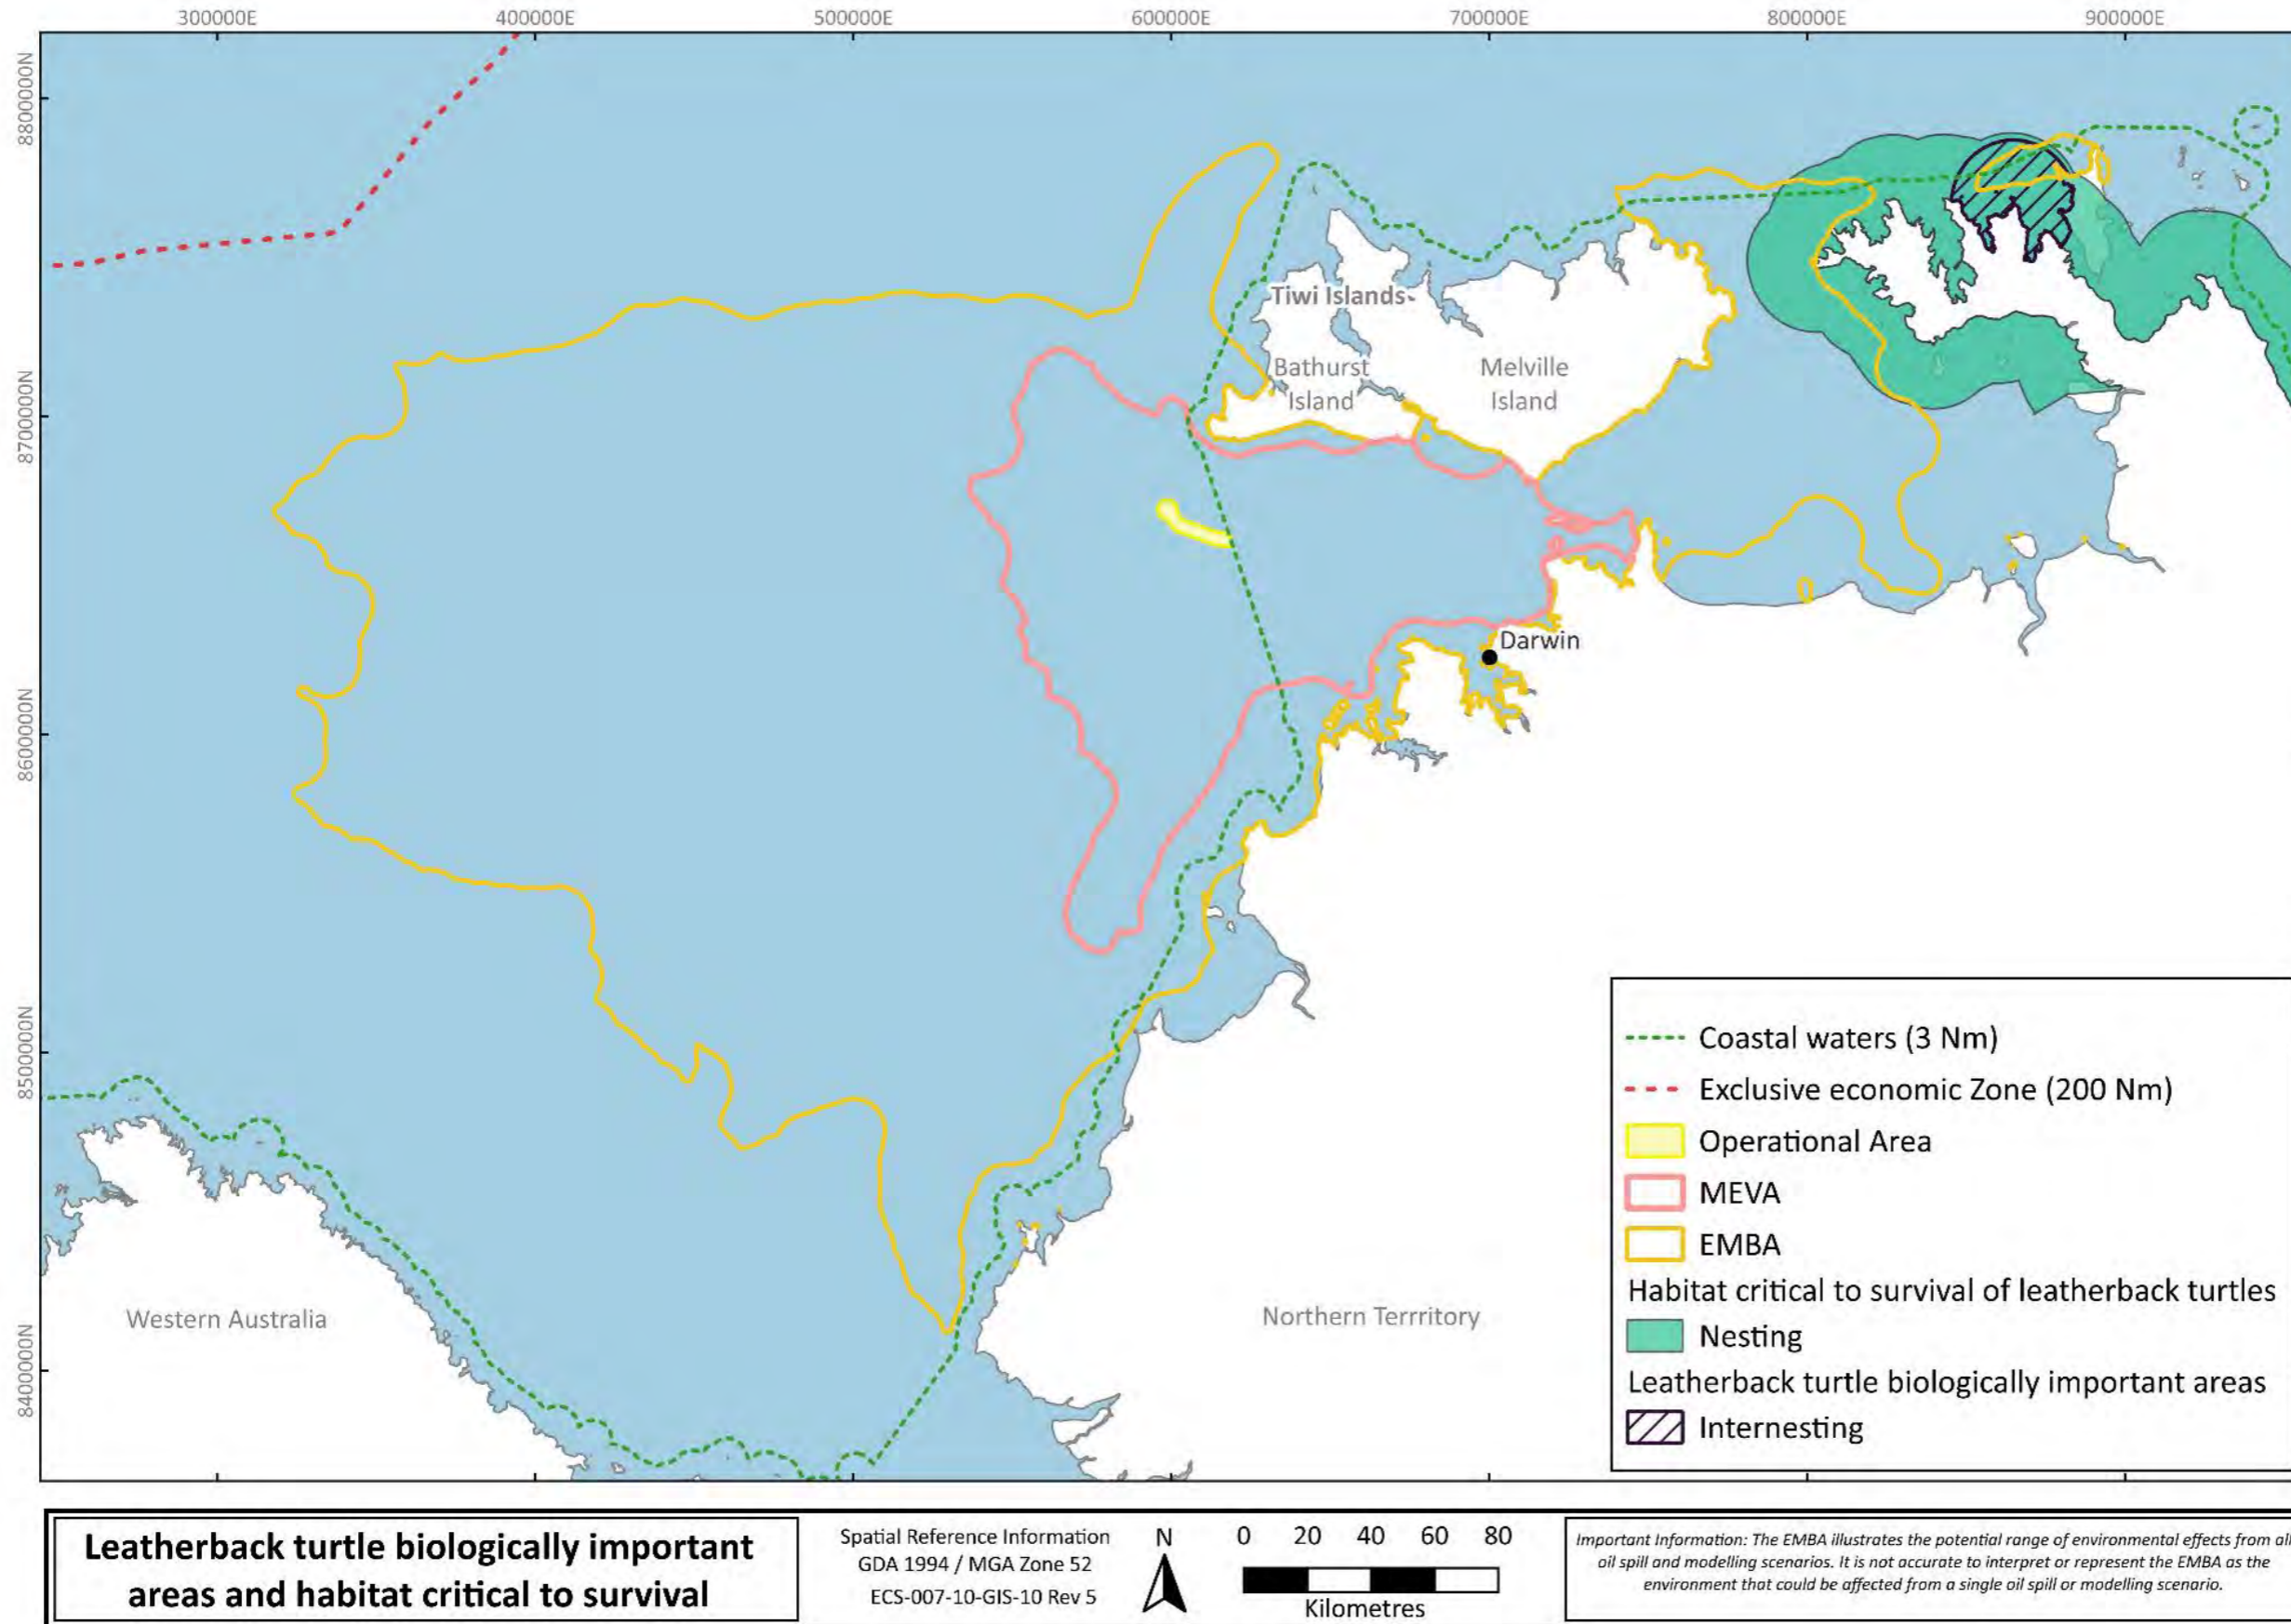 300000E 400000E 500000E 600000E 700000E 800000E 900000E
8800000N
8700000N
8600000N
8500000N
8400000N
Tiwi Islands
Bathurst
Island
Melville
Island
Darwin
Western Australia
Northern Terrritory
Coastal waters (3 Nm)
Exclusive economic Zone (200 Nm)
Operational Area
MEVA
EMBA
Habitat critical to survival of leatherback turtles
Nesting
Leatherback turtle biologically important areas
Internesting
Leatherback turtle biologically important
areas and habitat critical to survival
Spatial Reference Information
GDA 1994 / MGA Zone 52
ECS-007-10-GIS-10 Rev 5
N
0 20 40 60 80
Kilometres
Important Information: The EMBA illustrates the potential range of environmental effects from all
oil spill and modelling scenarios. It is not accurate to interpret or represent the EMBA as the
environment that could be affected from a single oil spill or modelling scenario.